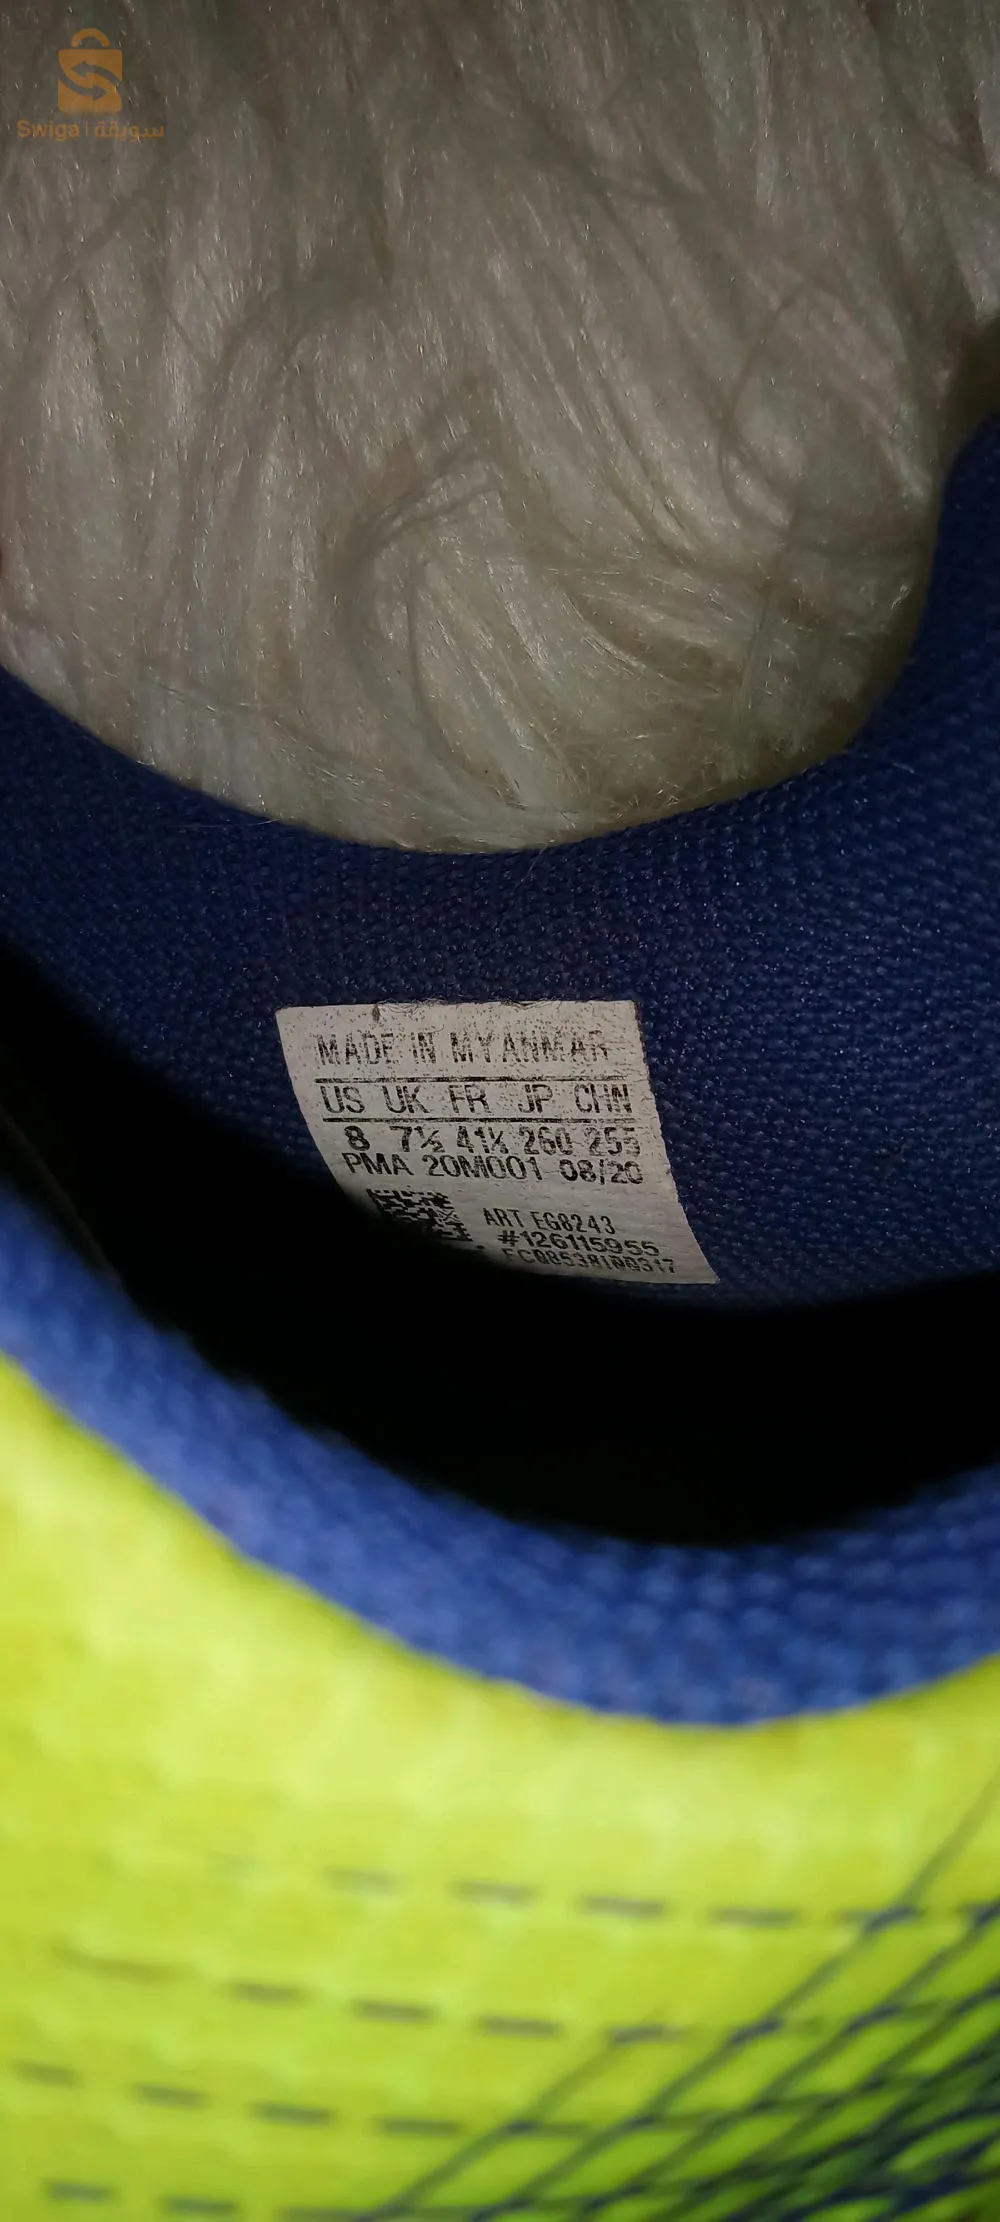 Swiga | سويقة
MADE IN MYANMAR
US UK FR JP CHN
8 7½ 41⅓ 260 255
PMA 20M001 08/20
ART EG8243
#126115955